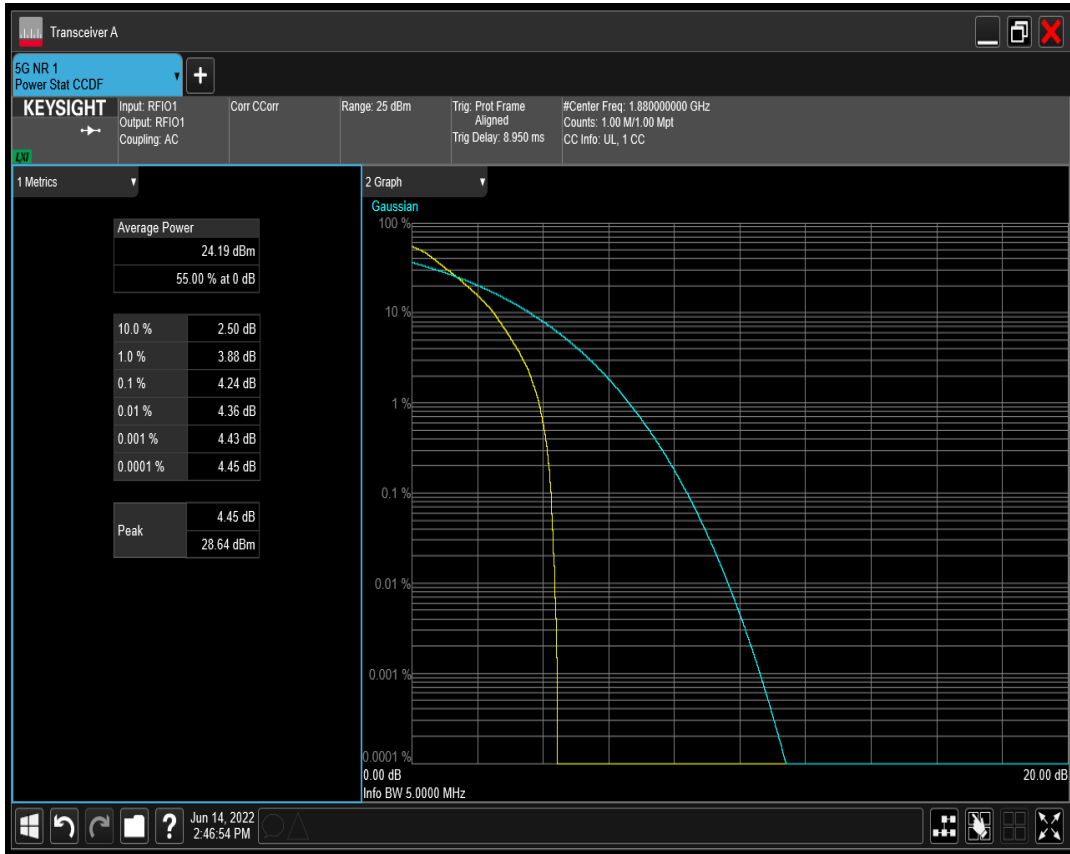 Transceiver A
5G NR 1
Power Stat CCDF
+
KEYSIGHT
LXI
Input: RFIO1
Output: RFIO1
Coupling: AC
Corr CCorr
Range: 25 dBm
Trig: Prot Frame
Aligned
Trig Delay: 8.950 ms
#Center Freq: 1.880000000 GHz
Counts: 1.00 M/1.00 Mpt
CC Info: UL, 1 CC
1 Metrics
Average Power
24.19 dBm
55.00 % at 0 dB
10.0 % 2.50 dB
1.0 % 3.88 dB
0.1 % 4.24 dB
0.01 % 4.36 dB
0.001 % 4.43 dB
0.0001 % 4.45 dB
Peak
4.45 dB
28.64 dBm
2 Graph
Gaussian
100 %
10 %
1 %
0.1 %
0.01 %
0.001 %
0.0001 %
0.00 dB 20.00 dB
Info BW 5.0000 MHz
?
Jun 14, 2022
2:46:54 PM